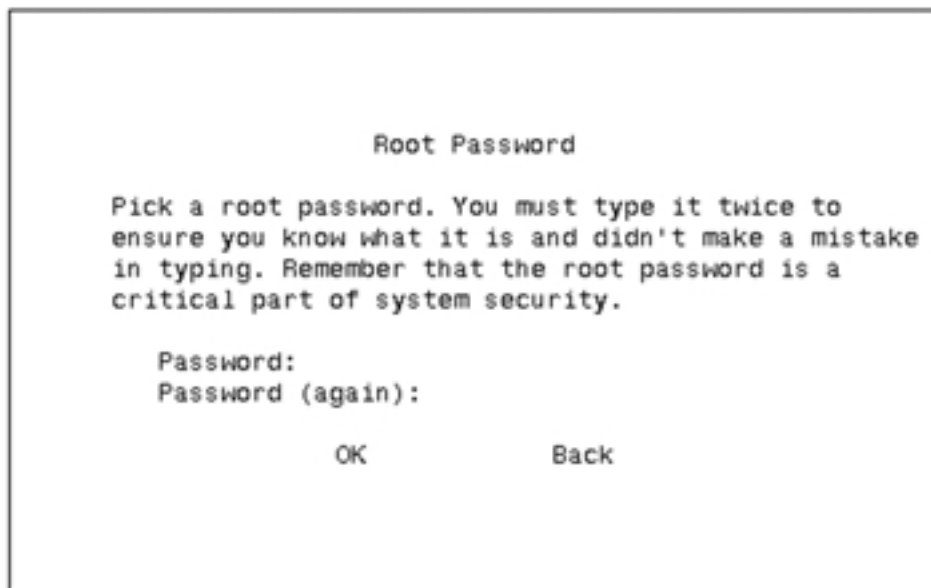 Root Password
Pick a root password. You must type it twice to
ensure you know what it is and didn't make a mistake
in typing. Remember that the root password is a
critical part of system security.
Password:
Password (again):
OK Back